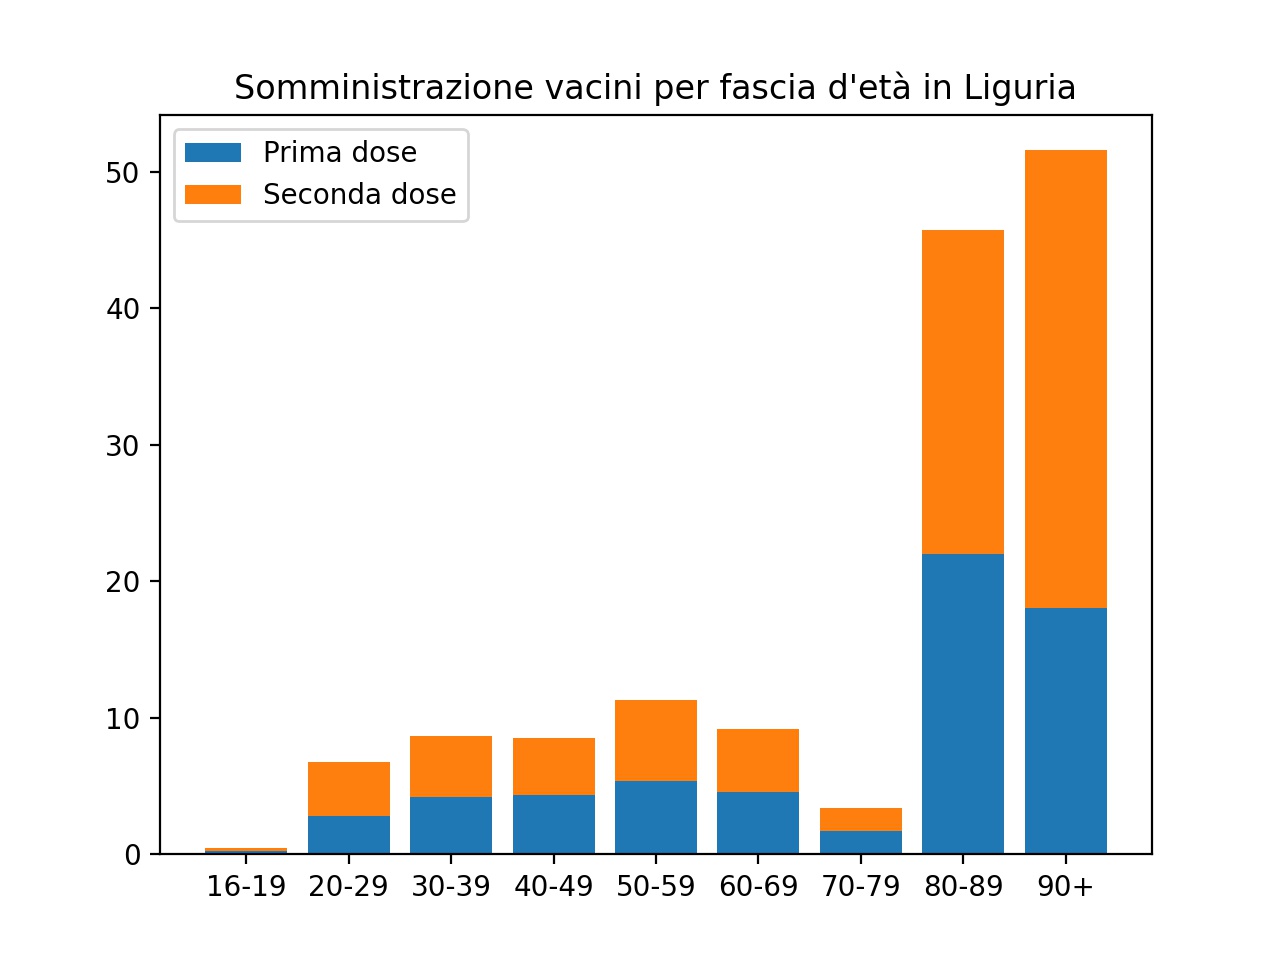 Somministrazione vacini per fascia d'età in Liguria
Prima dose
Seconda dose
50
40
30
20
10
0
16-19 20-29 30-39 40-49 50-59 60-69 70-79 80-89 90+